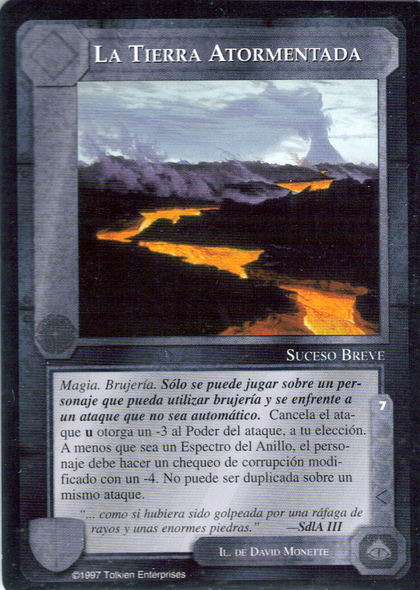 LA TIERRA ATORMENTADA
SUCESO BREVE
Magia. Brujería. Sólo se puede jugar sobre un per-
sonaje que pueda utilizar brujería y se enfrente a
un ataque que no sea automático. Cancela el ata-
que u otorga un -3 al Poder del ataque, a tu elección.
A menos que sea un Espectro del Anillo, el perso-
naje debe hacer un chequeo de corrupción modi-
ficado con un -4. No puede ser duplicada sobre un
mismo ataque.
7
"... como si hubiera sido golpeada por una ráfaga de
rayos y unas enormes piedras." —SdlA III
IL. DE DAVID MONETTE
©1997 Tolkien Enterprises